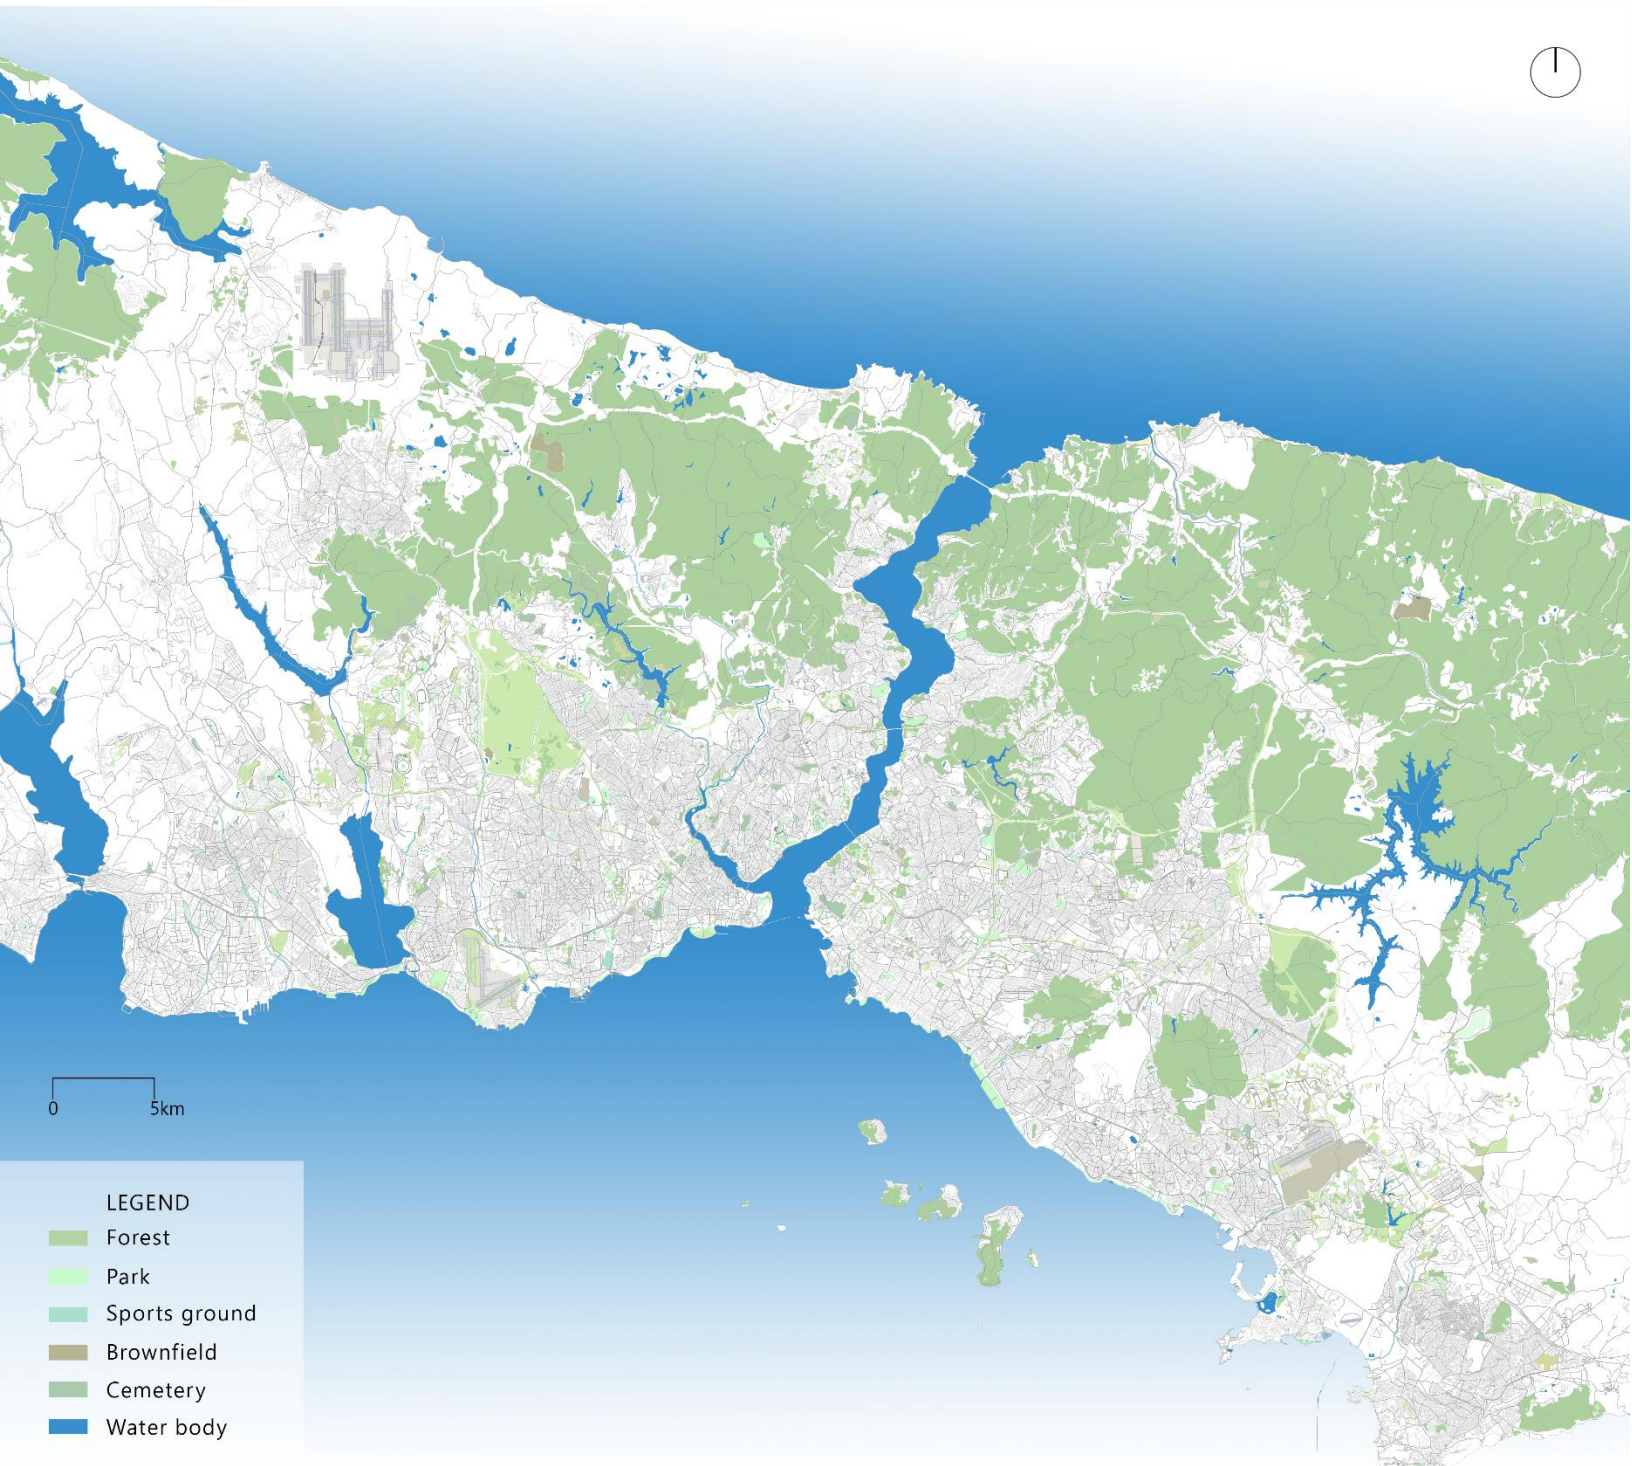 0 5km
LEGEND
Forest
Park
Sports ground
Brownfield
Cemetery
Water body